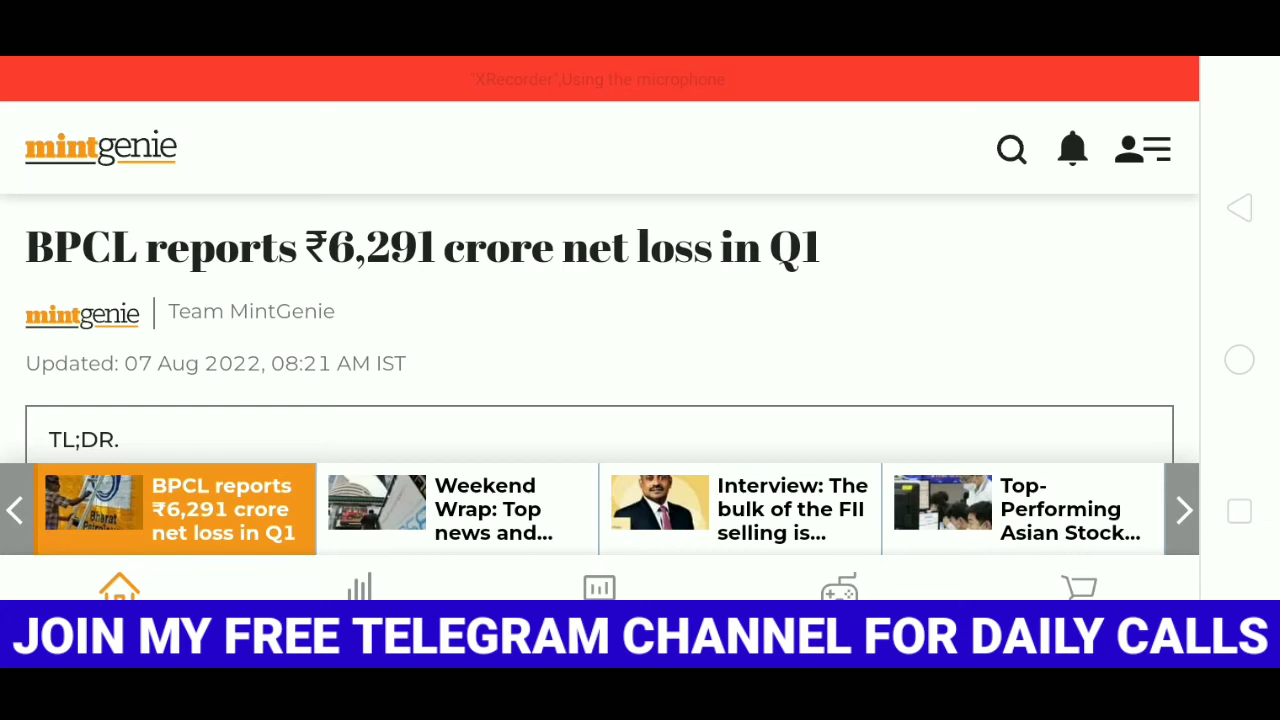 "XRecorder",Using the microphone
mintgenie
BPCL reports ₹6,291 crore net loss in Q1
mintgenie | Team MintGenie
Updated: 07 Aug 2022, 08:21 AM IST
TL;DR.
BPCL reports
₹6,291 crore
net loss in Q1
Weekend
Wrap: Top
news and...
Interview: The
bulk of the FII
selling is...
Top-
Performing
Asian Stock...
Bharat
JOIN MY FREE TELEGRAM CHANNEL FOR DAILY CALLS